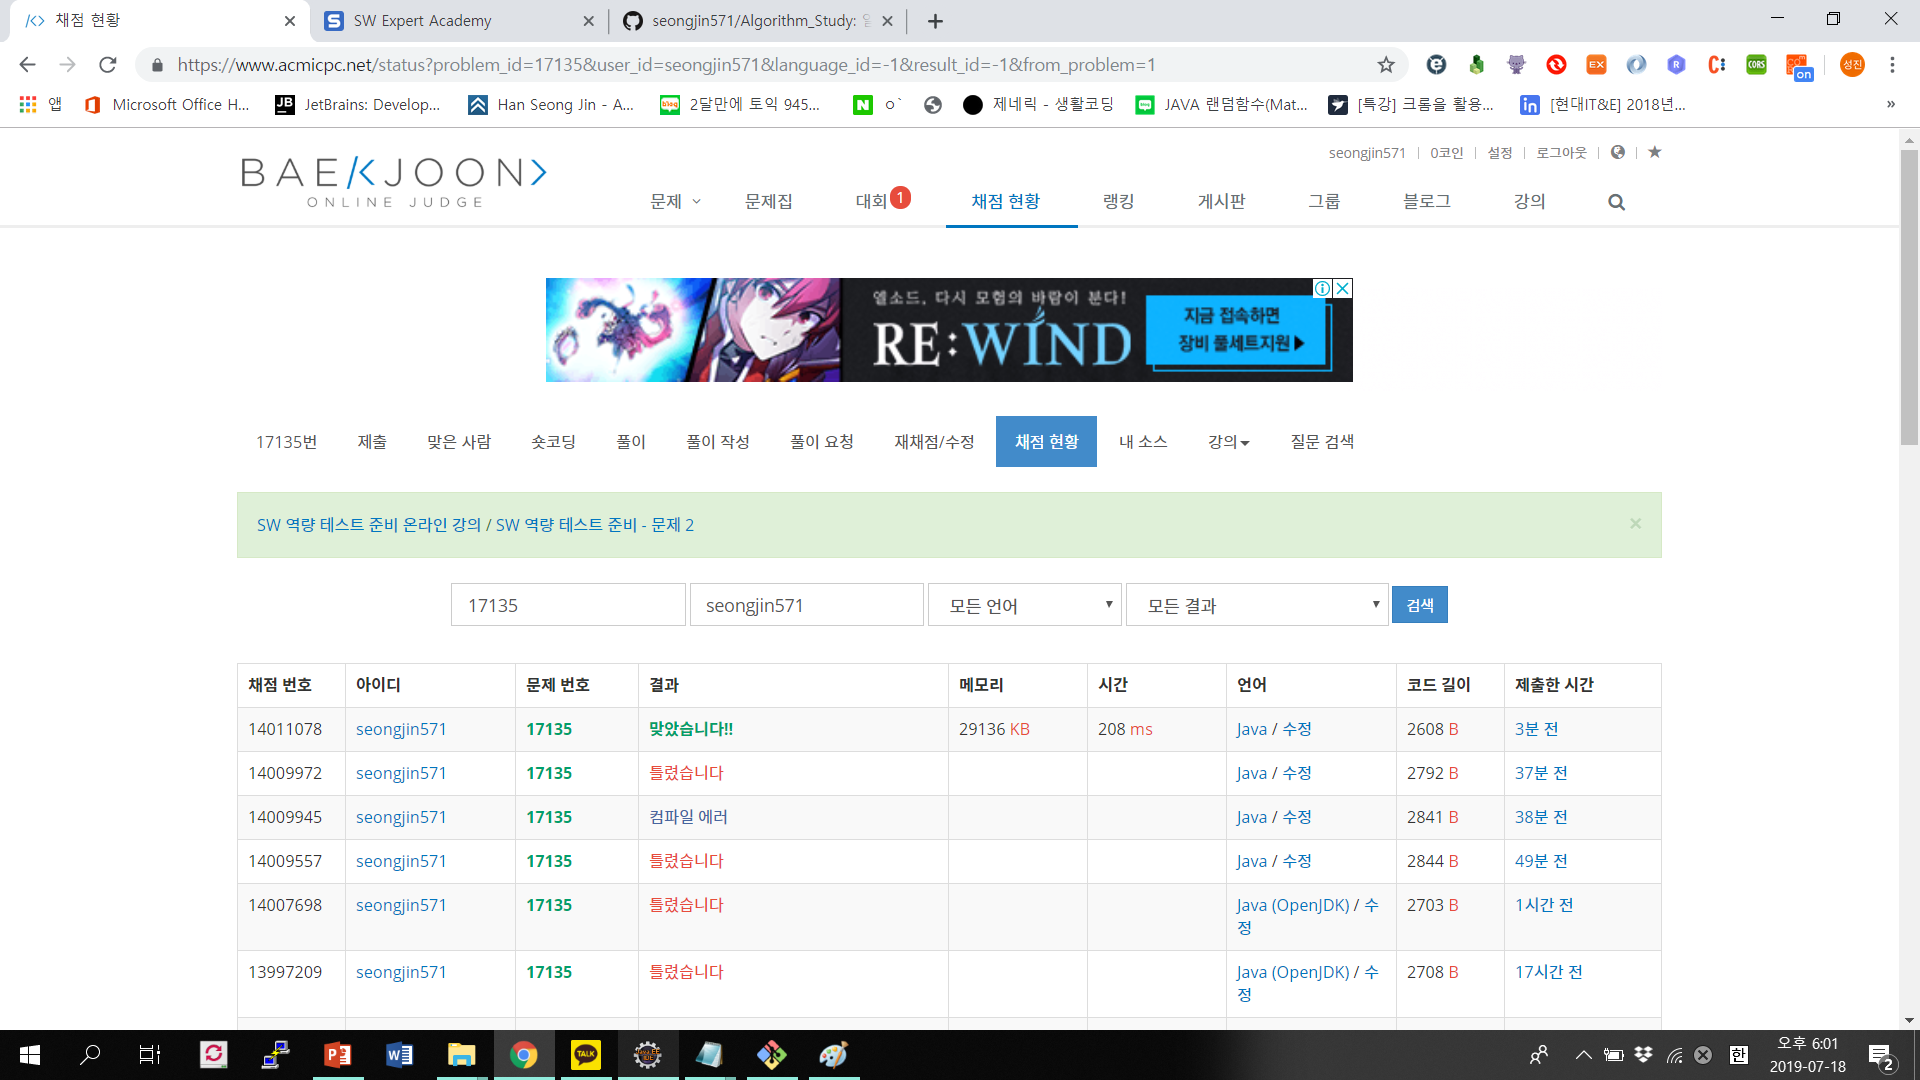 채점 현황
SW Expert Academy
seongjin571/Algorithm_Study:
https://www.acmicpc.net/status?problem_id=17135&user_id=seongjin571&language_id=-1&result_id=-1&from_problem=1
성진
on
앱
Microsoft Office H...
JetBrains: Develop...
Han Seong Jin - A...
2달만에 토익 945...
ㅇ`
제네릭 - 생활코딩
JAVA 랜덤함수(Mat...
[특강] 크롬을 활용...
[현대IT&E] 2018년...
»
BAEKJOON
ONLINE JUDGE
seongjin571
0코인
설정
로그아웃
문제
문제집
대회 1
채점 현황
랭킹
게시판
그룹
블로그
강의
엘소드, 다시 모험의 바람이 분다!
RE:WIND
지금 접속하면
장비 풀세트지원▶
17135번
제출
맞은 사람
숏코딩
풀이
풀이 작성
풀이 요청
재채점/수정
채점 현황
내 소스
강의
질문 검색
SW 역량 테스트 준비 온라인 강의 / SW 역량 테스트 준비 - 문제 2
17135
seongjin571
모든 언어
모든 결과
검색
채점 번호 아이디 문제 번호 결과 메모리 시간 언어 코드 길이 제출한 시간
14011078 seongjin571 17135 맞았습니다!! 29136 KB 208 ms Java / 수정 2608 B 3분 전
14009972 seongjin571 17135 틀렸습니다 Java / 수정 2792 B 37분 전
14009945 seongjin571 17135 컴파일 에러 Java / 수정 2841 B 38분 전
14009557 seongjin571 17135 틀렸습니다 Java / 수정 2844 B 49분 전
14007698 seongjin571 17135 틀렸습니다 Java (OpenJDK) / 수 2703 B 1시간 전
정
13997209 seongjin571 17135 틀렸습니다 Java (OpenJDK) / 수 2708 B 17시간 전
정
TALK
한
오후 6:01
2019-07-18
2